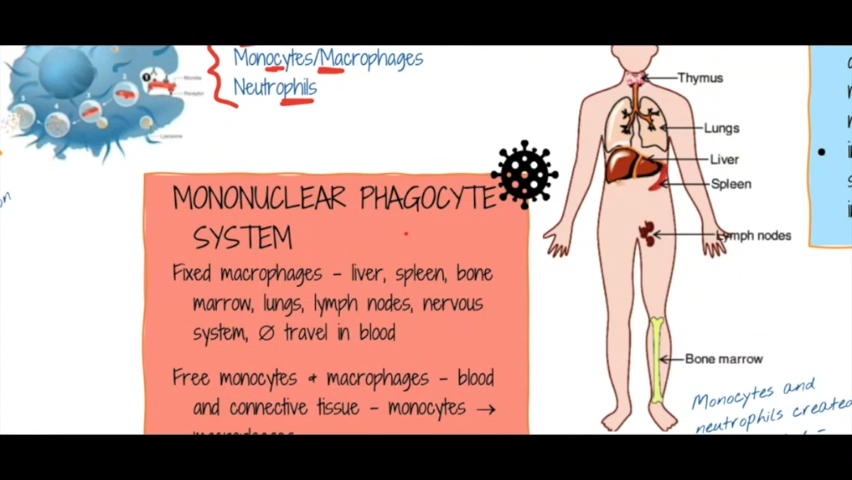 Monocytes/Macrophages
Neutrophils
Thymus
Lungs
Liver
Spleen
Lymph nodes
Bone marrow
MONONUCLEAR PHAGOCYTE
SYSTEM
Fixed macrophages - liver, spleen, bone
marrow, lungs, lymph nodes, nervous
system, Ø travel in blood
Free monocytes + macrophages - blood
and connective tissue - monocytes →
Monocytes and
neutrophils created